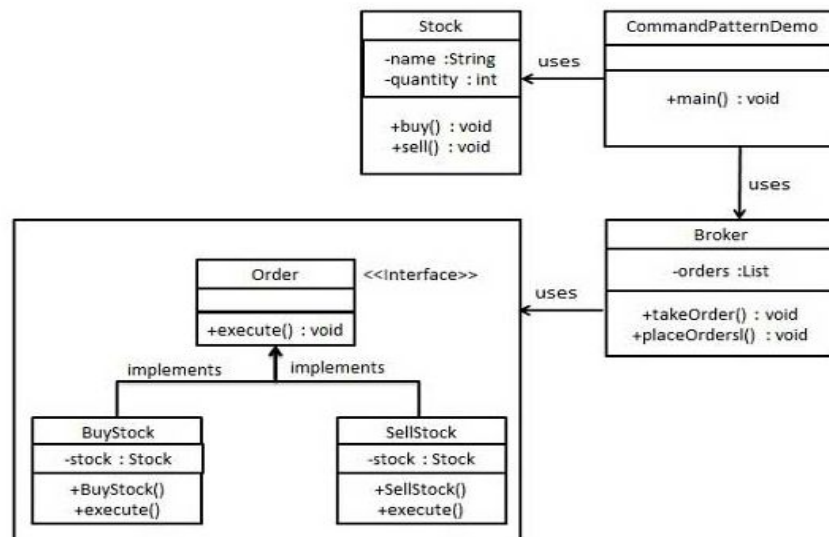 Stock
-name :String
-quantity : int
+buy() : void
+sell() : void
uses
CommandPatternDemo
+main() : void
uses
Broker
-orders :List
+takeOrder() : void
+placeOrdersl() : void
uses
Order
<<Interface>>
+execute() : void
implements
implements
BuyStock
-stock : Stock
+BuyStock()
+execute()
SellStock
-stock : Stock
+SellStock()
+execute()